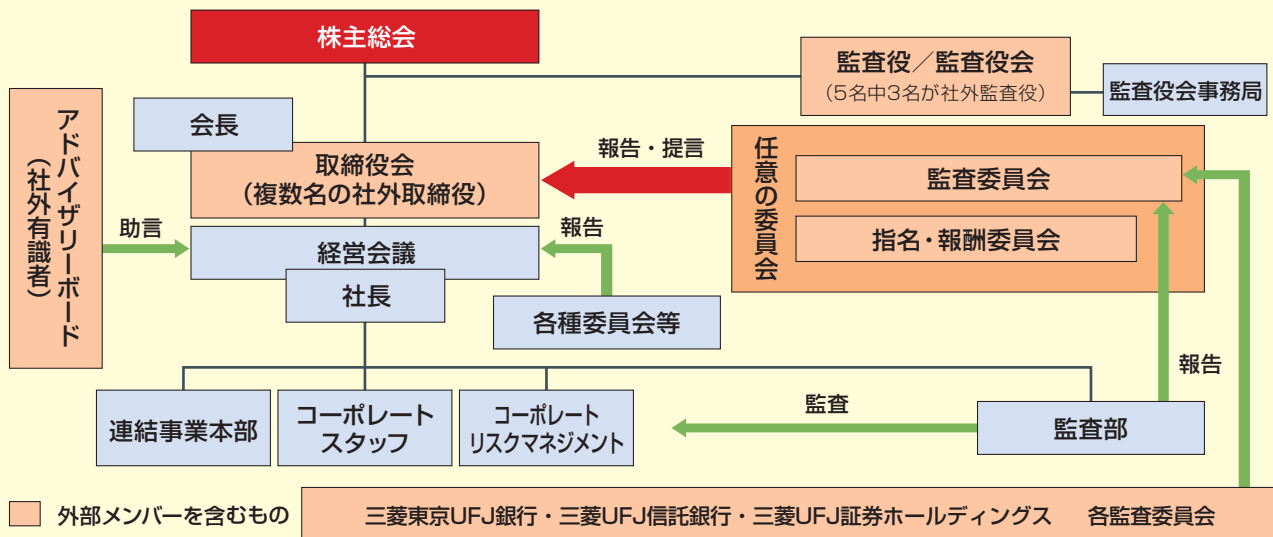 株主総会
監査役／監査役会
（5名中3名が社外監査役）
監査役会事務局
アドバイザリーボード
（社外有識者）
会長
取締役会
（複数名の社外取締役）
報告・提言
任意の委員会
監査委員会
指名・報酬委員会
助言
経営会議
報告
社長
各種委員会等
報告
連結事業本部
コーポレート
スタッフ
コーポレート
リスクマネジメント
監査
監査部
外部メンバーを含むもの
三菱東京UFJ銀行・三菱UFJ信託銀行・三菱UFJ証券ホールディングス　各監査委員会